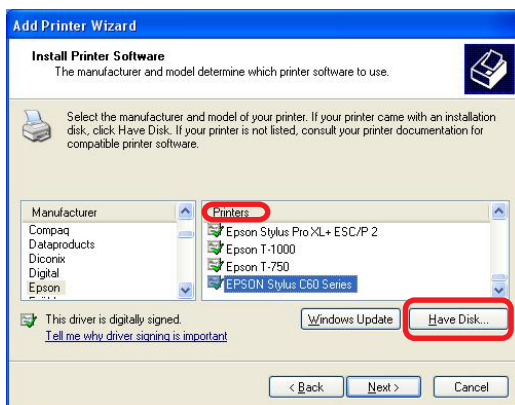 Add Printer Wizard
Install Printer Software
The manufacturer and model determine which printer software to use.
Select the manufacturer and model of your printer. If your printer came with an installation
disk, click Have Disk. If your printer is not listed, consult your printer documentation for
compatible printer software.
Manufacturer
Compaq
Dataproducts
Diconix
Digital
Epson
Printers
Epson Stylus Pro XL+ ESC/P 2
Epson T-1000
Epson T-750
EPSON Stylus C60 Series
This driver is digitally signed.
Tell me why driver signing is important
Windows Update
Have Disk...
< Back
Next >
Cancel